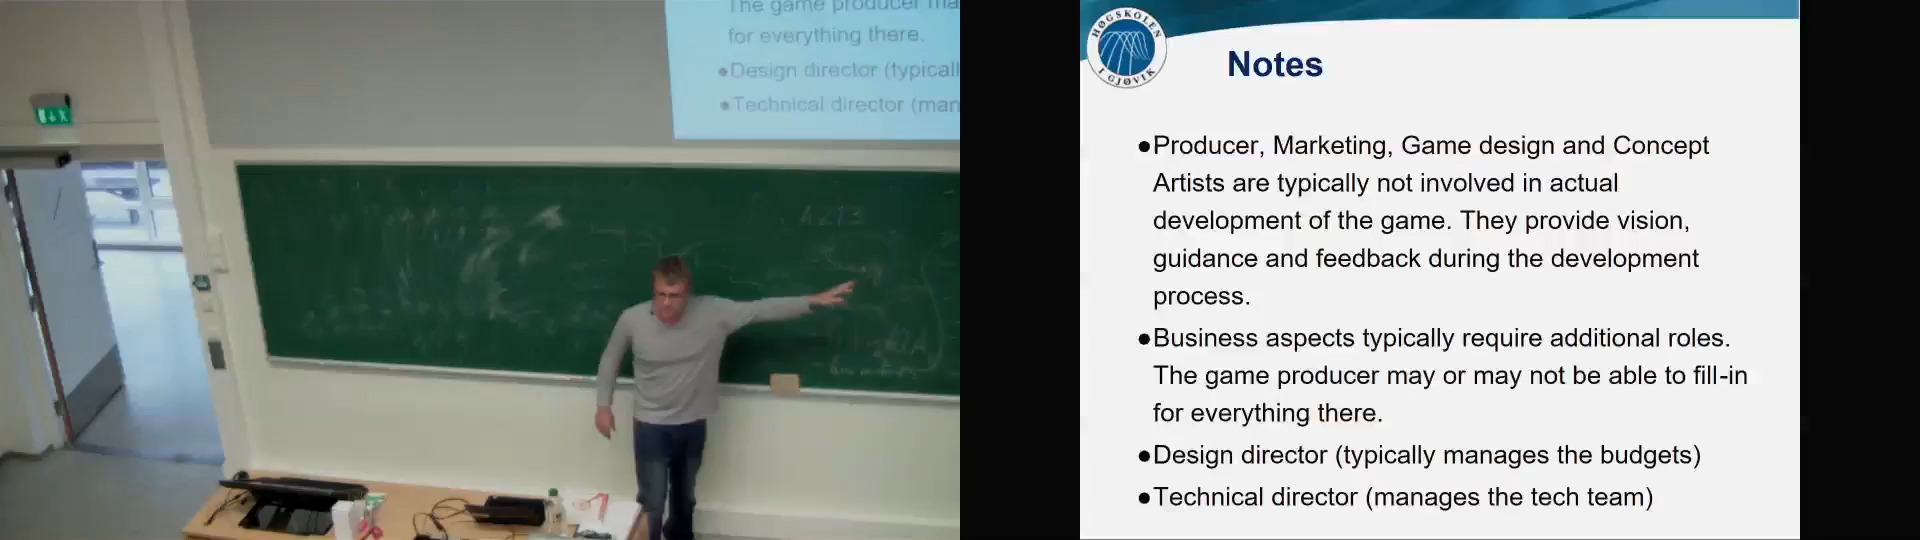 The game producer ma
for everything there.
●Design director (typicall
●Technical director (man
A273
HØGSKOLEN
I GJØVIK
Notes
●Producer, Marketing, Game design and Concept
Artists are typically not involved in actual
development of the game. They provide vision,
guidance and feedback during the development
process.
●Business aspects typically require additional roles.
The game producer may or may not be able to fill-in
for everything there.
●Design director (typically manages the budgets)
●Technical director (manages the tech team)